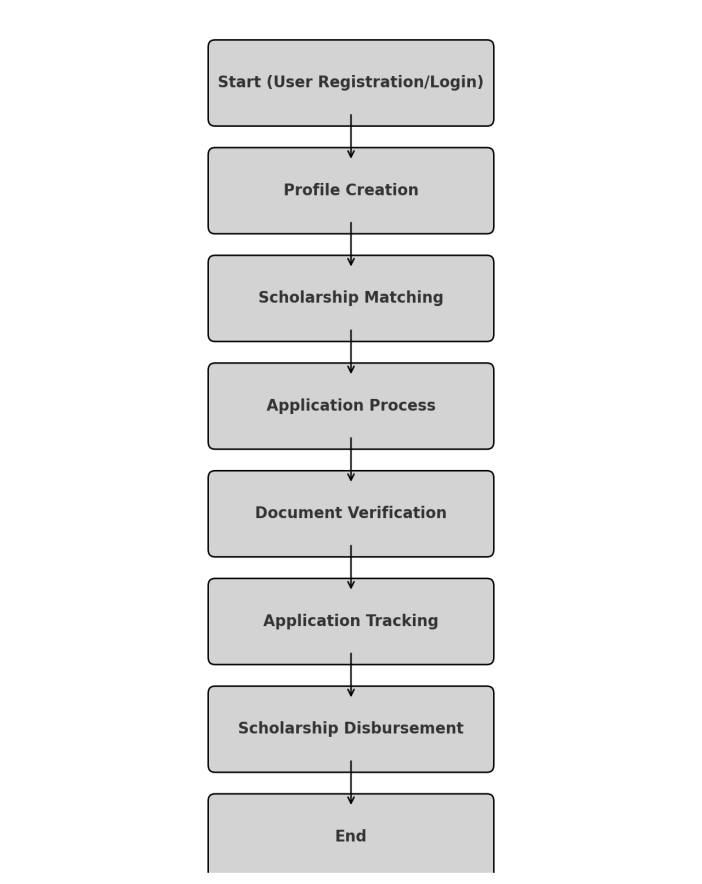 Start (User Registration/Login)
Profile Creation
Scholarship Matching
Application Process
Document Verification
Application Tracking
Scholarship Disbursement
End